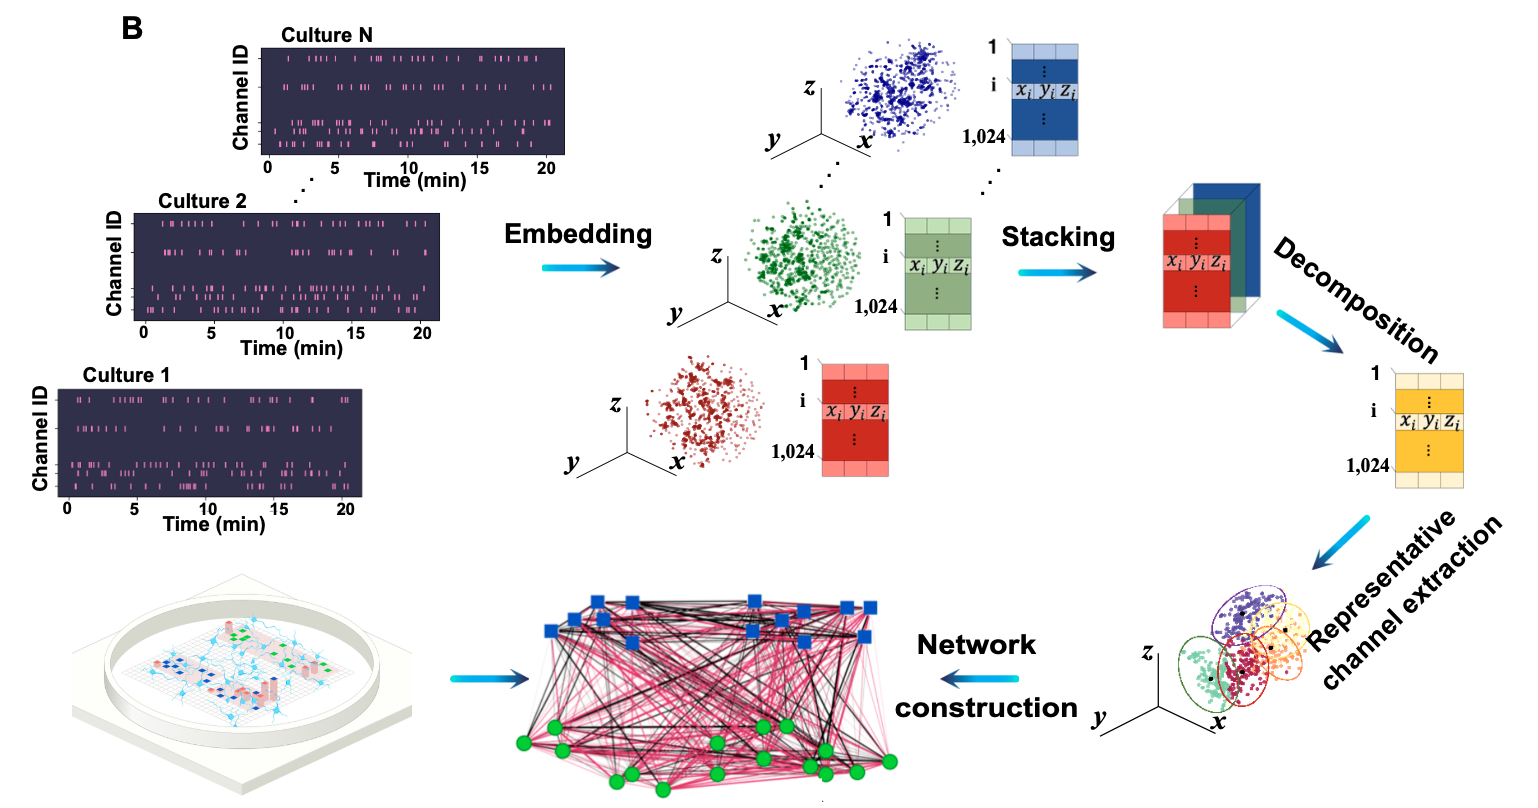 B
Culture N
Channel ID
0 5 10 15 20
Time (min)
Culture 2
Channel ID
0 5 10 15 20
Time (min)
Culture 1
Channel ID
0 5 10 15 20
Time (min)
Embedding
z
y
x
1
i
x_i y_i z_i
1,024
z
y
x
1
i
x_i y_i z_i
1,024
z
y
x
1
i
x_i y_i z_i
1,024
Stacking
x_i y_i z_i
Decomposition
1
i
x_i y_i z_i
1,024
Representative
channel extraction
z
y
x
Network
construction